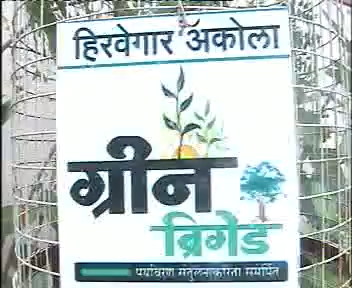 हिरवेगार अकोला
ग्रीन
ब्रिगेड
पर्यावरण संतुलनाकरिता समर्पित